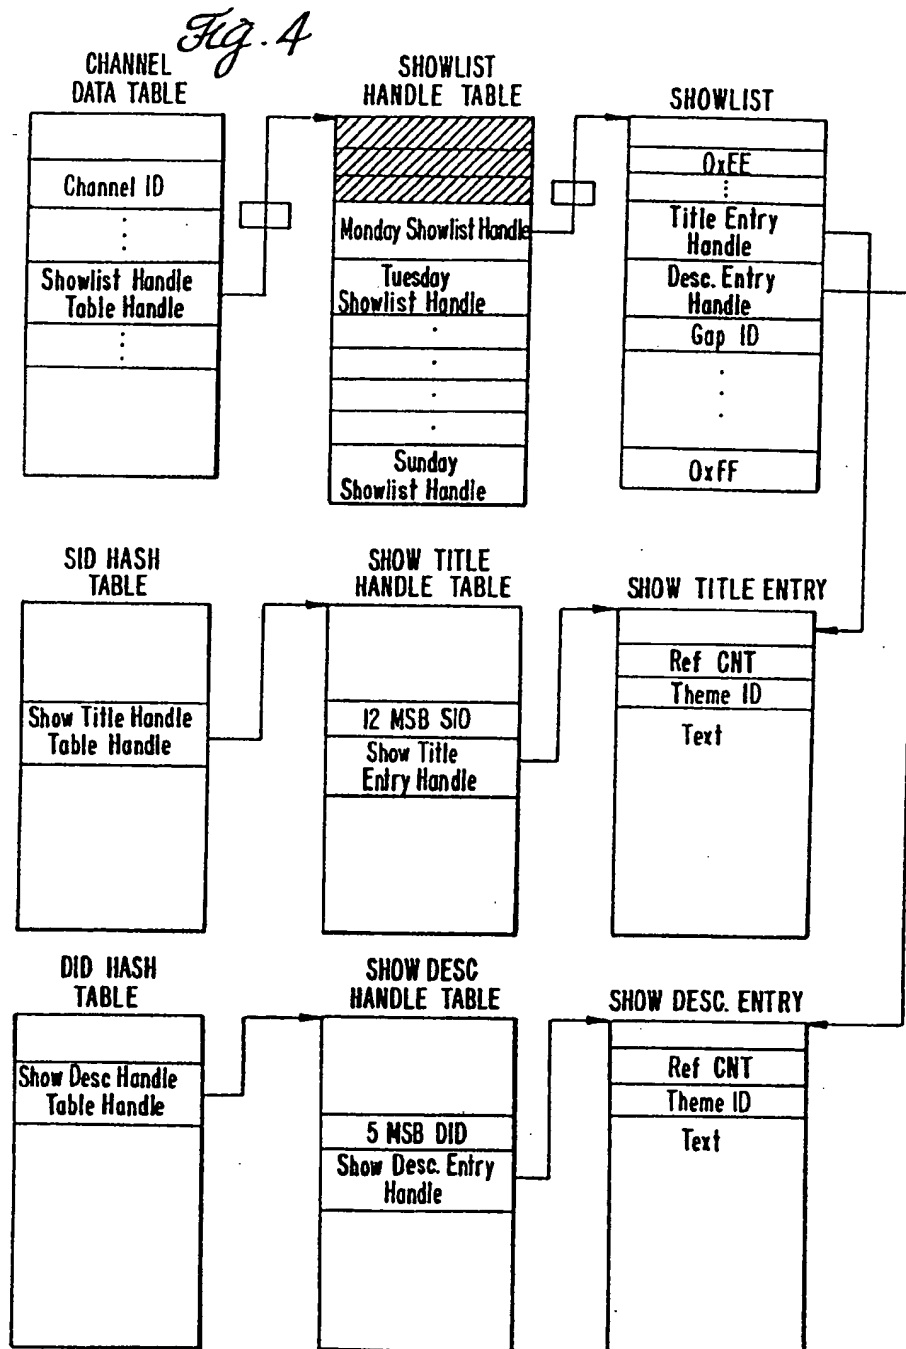 Fig. 4
CHANNEL
DATA TABLE
Channel ID
Showlist Handle
Table Handle
SHOWLIST
HANDLE TABLE
Monday Showlist Handle
Tuesday
Showlist Handle
Sunday
Showlist Handle
SHOWLIST
0xEE
Title Entry
Handle
Desc. Entry
Handle
Gap ID
0xFF
SID HASH
TABLE
Show Title Handle
Table Handle
SHOW TITLE
HANDLE TABLE
12 MSB SID
Show Title
Entry Handle
SHOW TITLE ENTRY
Ref CNT
Theme ID
Text
DID HASH
TABLE
Show Desc Handle
Table Handle
SHOW DESC
HANDLE TABLE
5 MSB DID
Show Desc. Entry
Handle
SHOW DESC. ENTRY
Ref CNT
Theme ID
Text